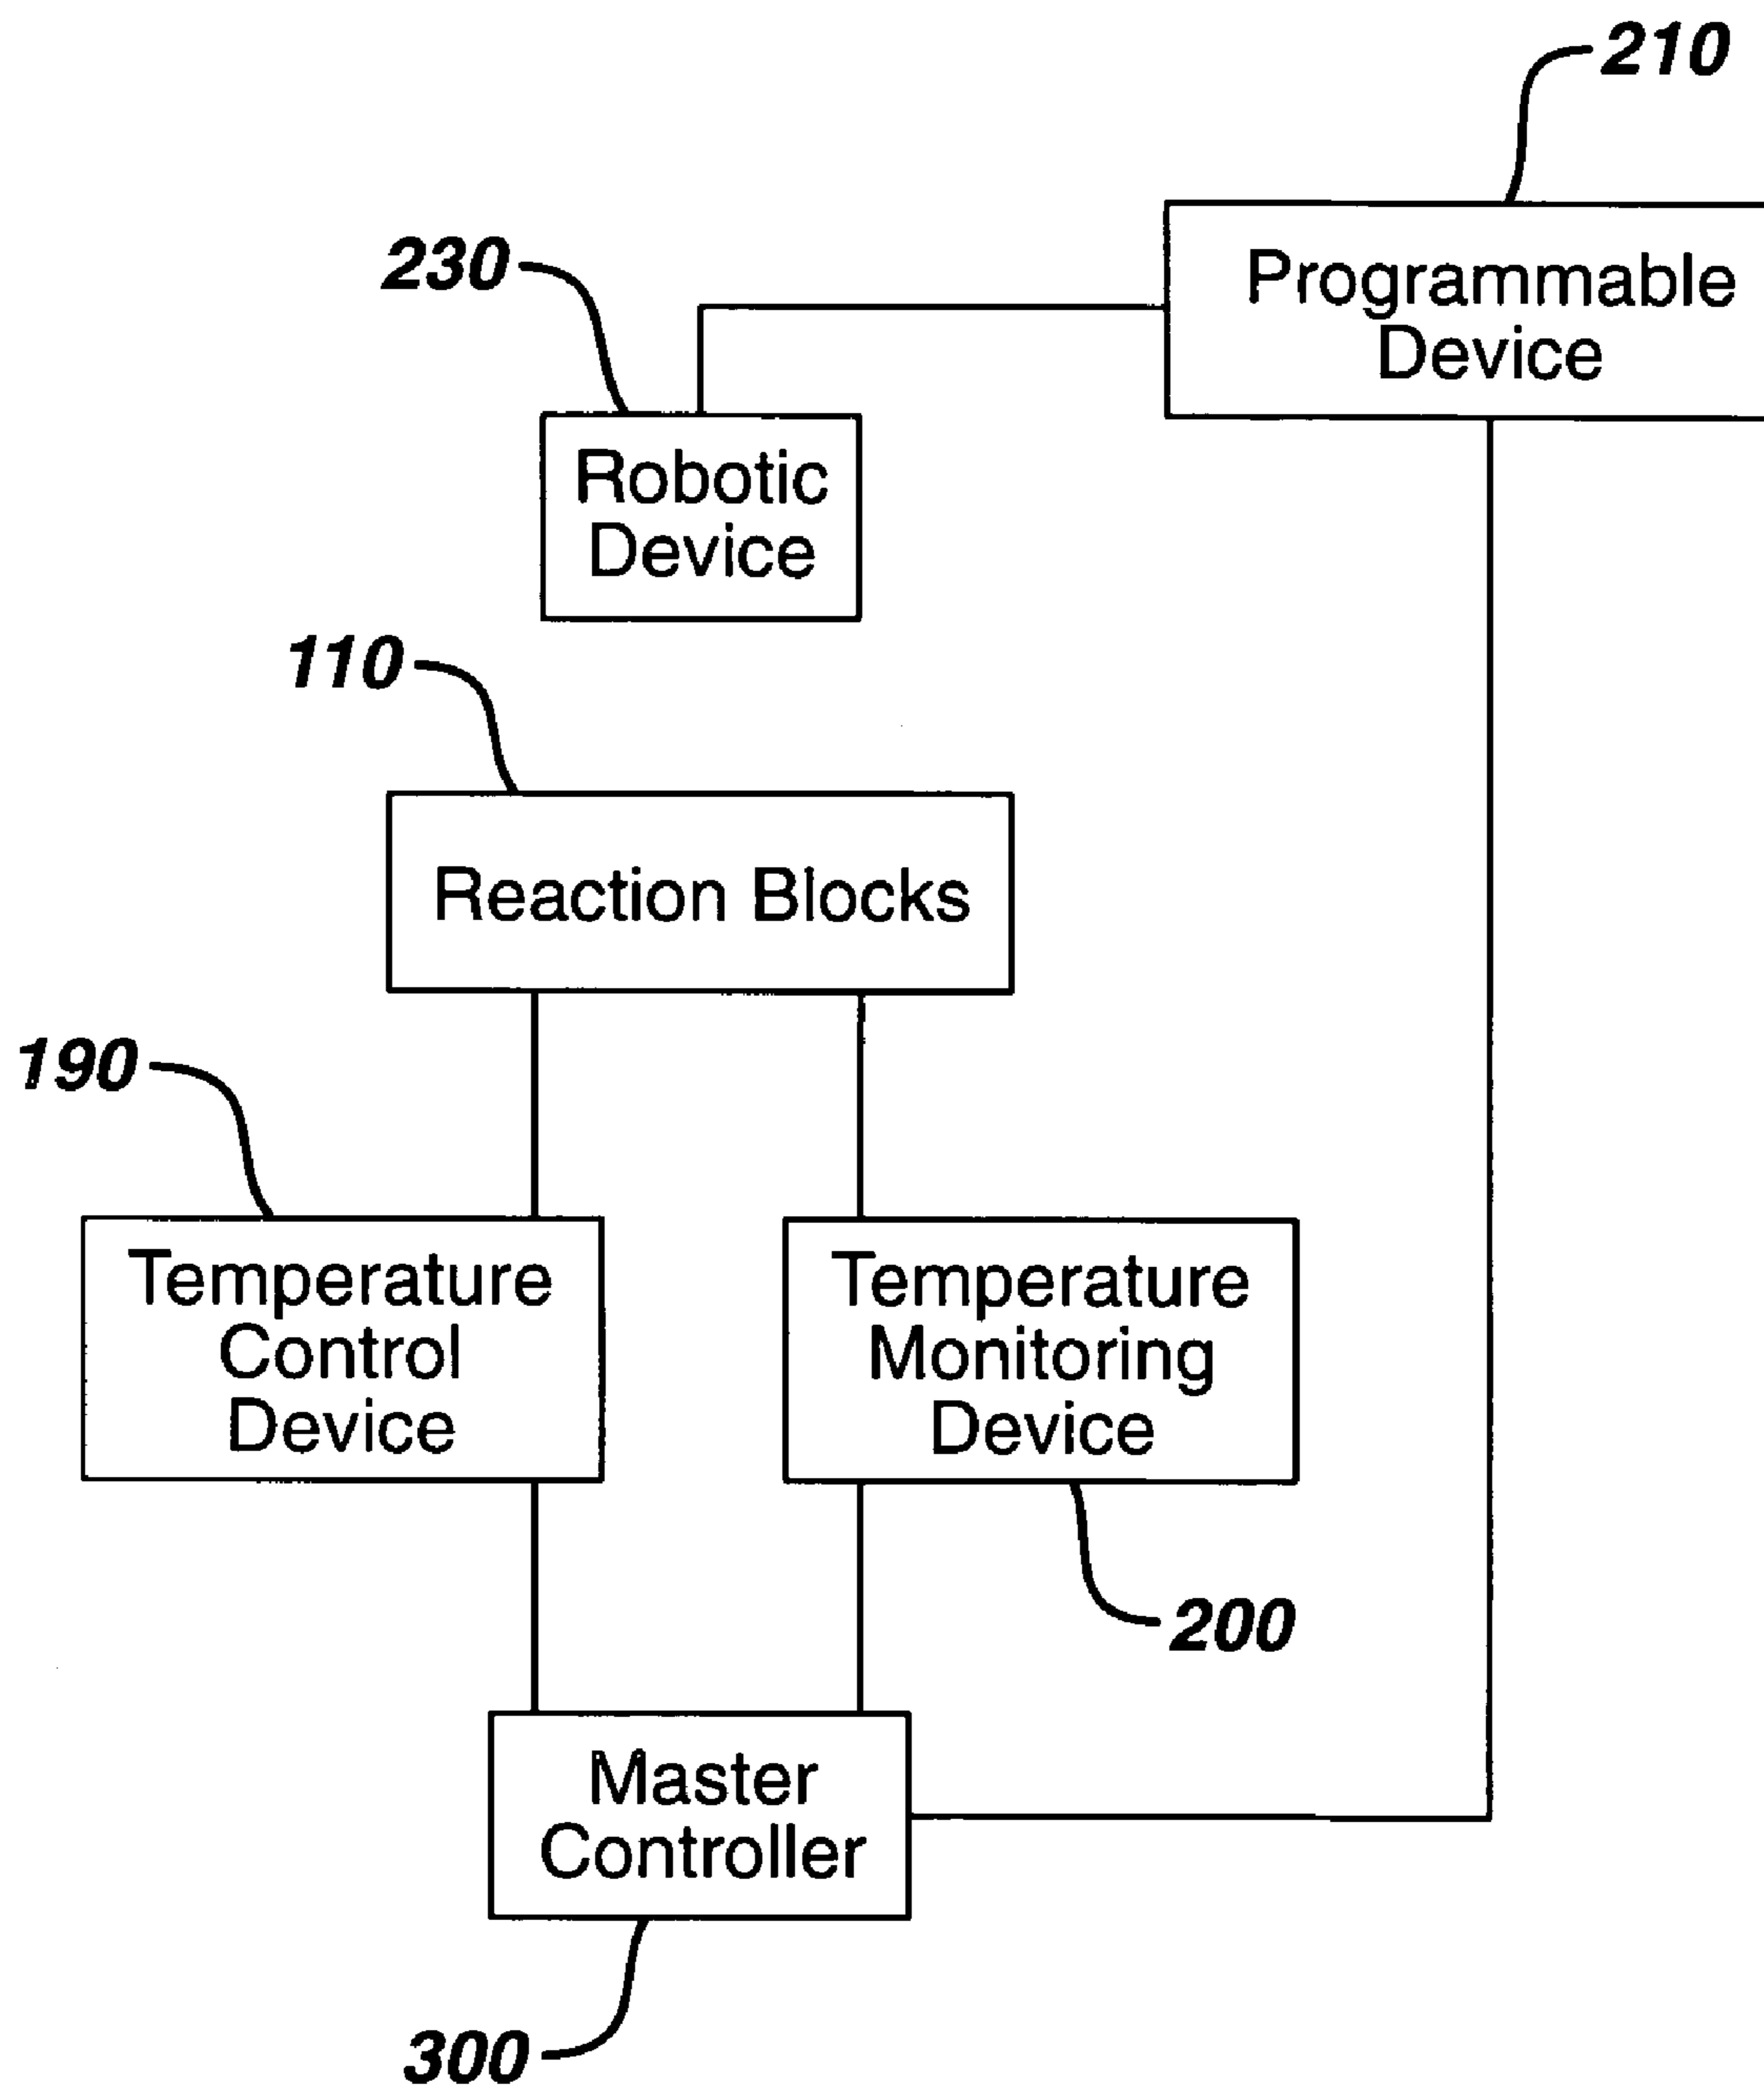 210
Programmable
Device
230
Robotic
Device
110
Reaction Blocks
190
Temperature
Control
Device
Temperature
Monitoring
Device
200
Master
Controller
300